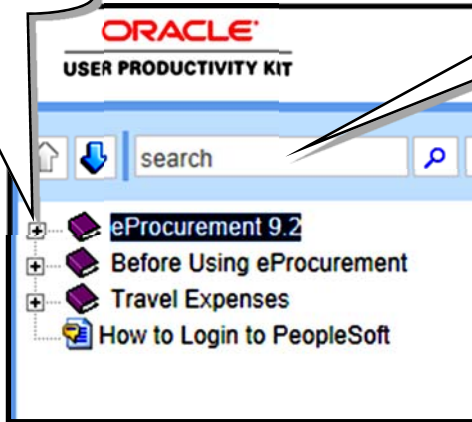 ORACLE
USER PRODUCTIVITY KIT
search
eProcurement 9.2
Before Using eProcurement
Travel Expenses
How to Login to PeopleSoft